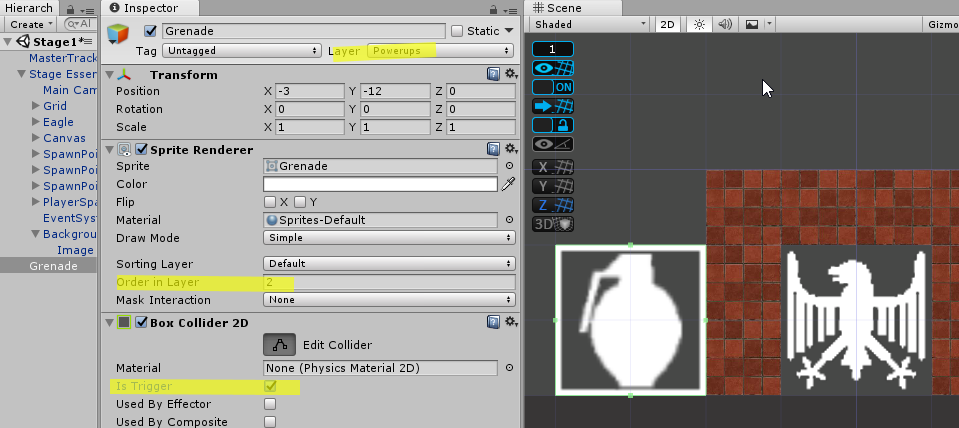 Hierarch
Create
All
Stage1*
MasterTrack
Stage Essen
Main Cam
Grid
Eagle
Canvas
SpawnPoi
SpawnPoi
SpawnPoi
PlayerSpa
EventSys
Backgrou
Image
Grenade
Inspector
Grenade
Static
Tag Untagged Layer Powerups
Transform
Position X -3 Y -12 Z 0
Rotation X 0 Y 0 Z 0
Scale X 1 Y 1 Z 1
Sprite Renderer
Sprite Grenade
Color
Flip X Y
Material Sprites-Default
Draw Mode Simple
Sorting Layer Default
Order in Layer 2
Mask Interaction None
Box Collider 2D
Edit Collider
Material None (Physics Material 2D)
Is Trigger
Used By Effector
Used By Composite
Scene
Shaded 2D Gizmo
1
ON
X
Y
Z
3D